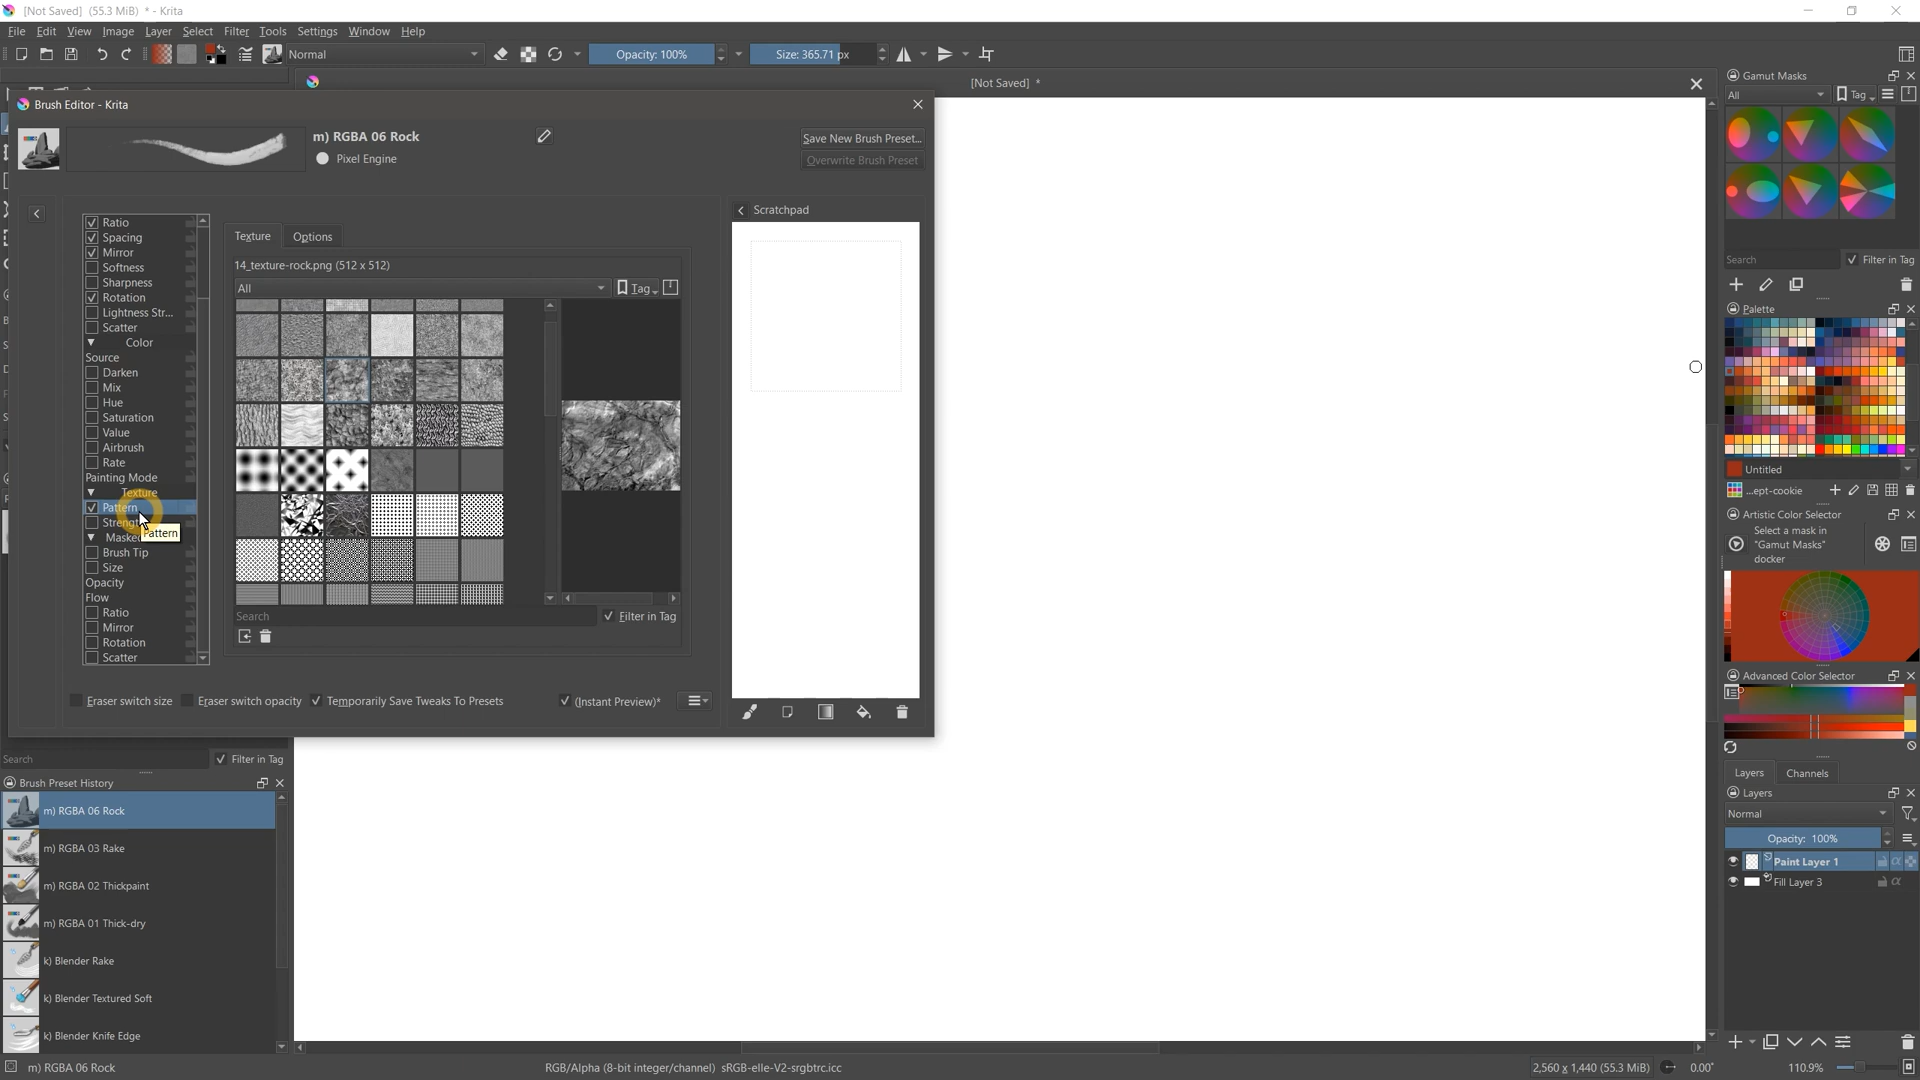 [Not Saved] (55.3 MiB) * - Krita
File Edit View Image Layer Select Filter Tools Settings Window Help
Normal
Opacity: 100%
Size: 365.71 px
[Not Saved] *
Brush Editor - Krita
m) RGBA 06 Rock
Pixel Engine
Save New Brush Preset...
Overwrite Brush Preset
Ratio
Spacing
Mirror
Softness
Sharpness
Rotation
Lightness Str...
Scatter
Color
Source
Darken
Mix
Hue
Saturation
Value
Airbrush
Rate
Painting Mode
Texture
Pattern
Strengt
Pattern
Masked
Brush Tip
Size
Opacity
Flow
Ratio
Mirror
Rotation
Scatter
Texture Options
14_texture-rock.png (512 x 512)
All
Tag
Search
Filter in Tag
Scratchpad
Eraser switch size
Eraser switch opacity
Temporarily Save Tweaks To Presets
(Instant Preview)*
Search
Filter in Tag
Brush Preset History
m) RGBA 06 Rock
m) RGBA 03 Rake
m) RGBA 02 Thickpaint
m) RGBA 01 Thick-dry
k) Blender Rake
k) Blender Textured Soft
k) Blender Knife Edge
Gamut Masks
All
Tag
Search
Filter in Tag
Palette
Untitled
...ept-cookie
Artistic Color Selector
Select a mask in
"Gamut Masks"
docker
Advanced Color Selector
Layers Channels
Layers
Normal
Opacity: 100%
Paint Layer 1
Fill Layer 3
m) RGBA 06 Rock
RGB/Alpha (8-bit integer/channel) sRGB-elle-V2-srgbtrc.icc
2,560 x 1,440 (55.3 MiB)
0.00°
110.9%